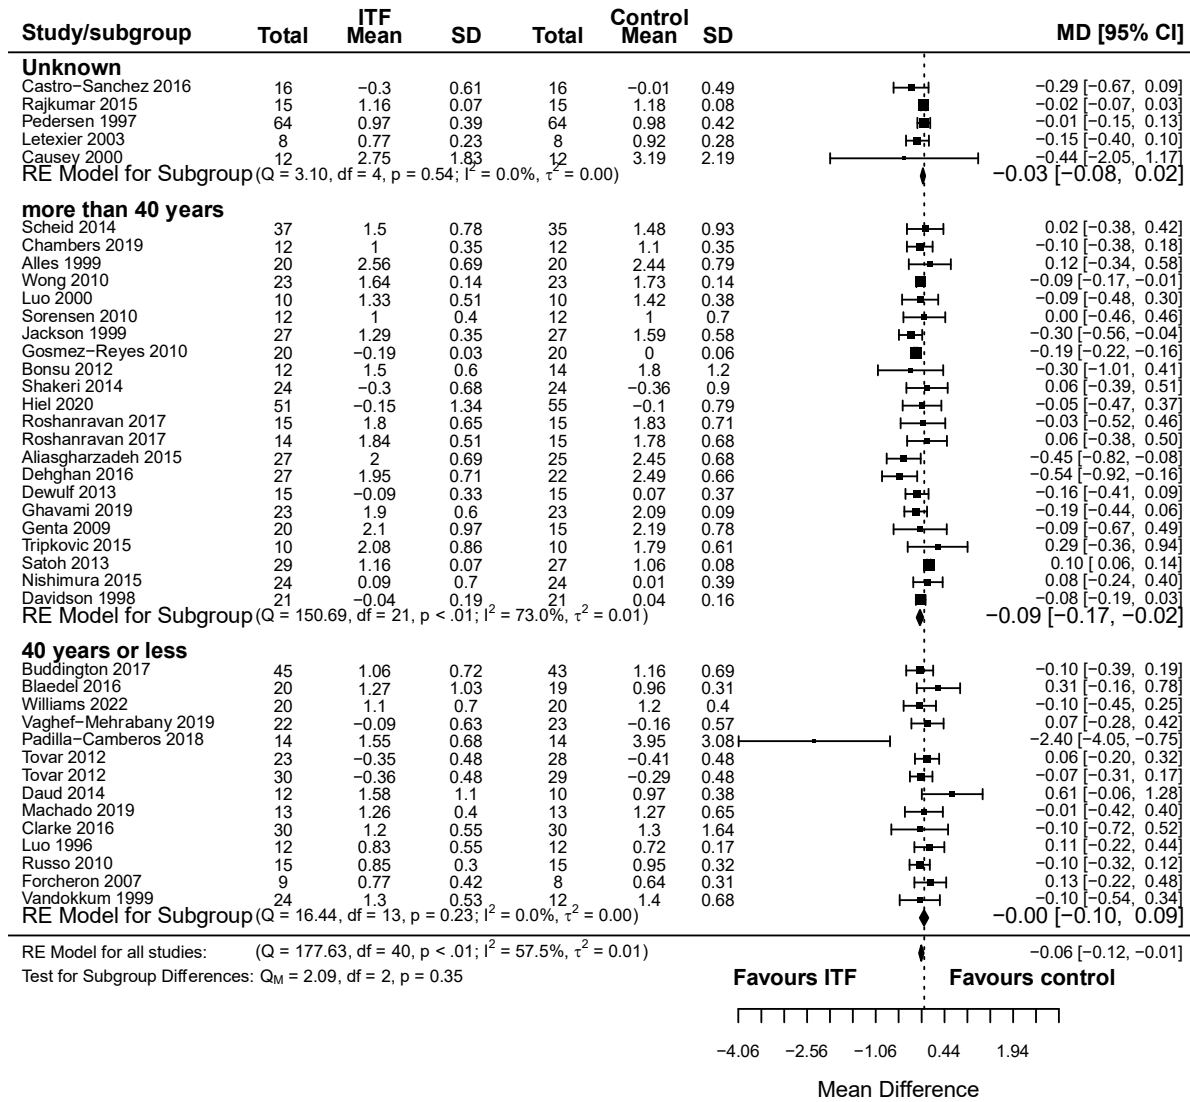 ITF Control
Study/subgroup Total Mean SD Total Mean SD MD [95% CI]
Unknown
Castro−Sanchez 2016 16 −0.3 0.61 16 −0.01 0.49 −0.29 [−0.67, 0.09]
Rajkumar 2015 15 1.16 0.07 15 1.18 0.08 −0.02 [−0.07, 0.03]
Pedersen 1997 64 0.97 0.39 64 0.98 0.42 −0.01 [−0.15, 0.13]
Letexier 2003 8 0.77 0.23 8 0.92 0.28 −0.15 [−0.40, 0.10]
Causey 2000 12 2.75 1.83 12 3.19 2.19 −0.44 [−2.05, 1.17]
RE Model for Subgroup (Q = 3.10, df = 4, p = 0.54; I² = 0.0%, τ² = 0.00) −0.03 [−0.08, 0.02]
more than 40 years
Scheid 2014 37 1.5 0.78 35 1.48 0.93 0.02 [−0.38, 0.42]
Chambers 2019 12 1 0.35 12 1.1 0.35 −0.10 [−0.38, 0.18]
Alles 1999 20 2.56 0.69 20 2.44 0.79 0.12 [−0.34, 0.58]
Wong 2010 23 1.64 0.14 23 1.73 0.14 −0.09 [−0.17, −0.01]
Luo 2000 10 1.33 0.51 10 1.42 0.38 −0.09 [−0.48, 0.30]
Sorensen 2010 12 1 0.4 12 1 0.7 0.00 [−0.46, 0.46]
Jackson 1999 27 1.29 0.35 27 1.59 0.58 −0.30 [−0.56, −0.04]
Gosmez−Reyes 2010 20 −0.19 0.03 20 0 0.06 −0.19 [−0.22, −0.16]
Bonsu 2012 12 1.5 0.6 14 1.8 1.2 −0.30 [−1.01, 0.41]
Shakeri 2014 24 −0.3 0.68 24 −0.36 0.9 0.06 [−0.39, 0.51]
Hiel 2020 51 −0.15 1.34 55 −0.1 0.79 −0.05 [−0.47, 0.37]
Roshanravan 2017 15 1.8 0.65 15 1.83 0.71 −0.03 [−0.52, 0.46]
Roshanravan 2017 14 1.84 0.51 15 1.78 0.68 0.06 [−0.38, 0.50]
Aliasgharzadeh 2015 27 2 0.69 25 2.45 0.68 −0.45 [−0.82, −0.08]
Dehghan 2016 27 1.95 0.71 22 2.49 0.66 −0.54 [−0.92, −0.16]
Dewulf 2013 15 −0.09 0.33 15 0.07 0.37 −0.16 [−0.41, 0.09]
Ghavami 2019 23 1.9 0.6 23 2.09 0.09 −0.19 [−0.44, 0.06]
Genta 2009 20 2.1 0.97 15 2.19 0.78 −0.09 [−0.67, 0.49]
Tripkovic 2015 10 2.08 0.86 10 1.79 0.61 0.29 [−0.36, 0.94]
Satoh 2013 29 1.16 0.07 27 1.06 0.08 0.10 [ 0.06, 0.14]
Nishimura 2015 24 0.09 0.7 24 0.01 0.39 0.08 [−0.24, 0.40]
Davidson 1998 21 −0.04 0.19 21 0.04 0.16 −0.08 [−0.19, 0.03]
RE Model for Subgroup (Q = 150.69, df = 21, p < .01; I² = 73.0%, τ² = 0.01) −0.09 [−0.17, −0.02]
40 years or less
Buddington 2017 45 1.06 0.72 43 1.16 0.69 −0.10 [−0.39, 0.19]
Blaedel 2016 20 1.27 1.03 19 0.96 0.31 0.31 [−0.16, 0.78]
Williams 2022 20 1.1 0.7 20 1.2 0.4 −0.10 [−0.45, 0.25]
Vaghef−Mehrabany 2019 22 −0.09 0.63 23 −0.16 0.57 0.07 [−0.28, 0.42]
Padilla−Camberos 2018 14 1.55 0.68 14 3.95 3.08 −2.40 [−4.05, −0.75]
Tovar 2012 23 −0.35 0.48 28 −0.41 0.48 0.06 [−0.20, 0.32]
Tovar 2012 30 −0.36 0.48 29 −0.29 0.48 −0.07 [−0.31, 0.17]
Daud 2014 12 1.58 1.1 10 0.97 0.38 0.61 [−0.06, 1.28]
Machado 2019 13 1.26 0.4 13 1.27 0.65 −0.01 [−0.42, 0.40]
Clarke 2016 30 1.2 0.55 30 1.3 1.64 −0.10 [−0.72, 0.52]
Luo 1996 12 0.83 0.55 12 0.72 0.17 0.11 [−0.22, 0.44]
Russo 2010 15 0.85 0.3 15 0.95 0.32 −0.10 [−0.32, 0.12]
Forcheron 2007 9 0.77 0.42 8 0.64 0.31 0.13 [−0.22, 0.48]
Vandokkum 1999 24 1.3 0.53 12 1.4 0.68 −0.10 [−0.54, 0.34]
RE Model for Subgroup (Q = 16.44, df = 13, p = 0.23; I² = 0.0%, τ² = 0.00) −0.00 [−0.10, 0.09]
RE Model for all studies: (Q = 177.63, df = 40, p < .01; I² = 57.5%, τ² = 0.01) −0.06 [−0.12, −0.01]
Test for Subgroup Differences: Q_M = 2.09, df = 2, p = 0.35
Favours ITF Favours control
−4.06 −2.56 −1.06 0.44 1.94
Mean Difference